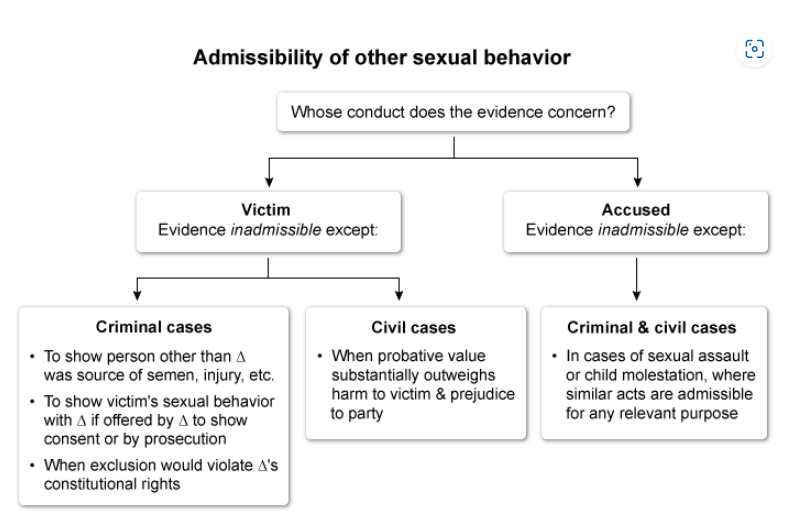 Admissibility of other sexual behavior
Whose conduct does the evidence concern?
Victim
Evidence inadmissible except:
Accused
Evidence inadmissible except:
Criminal cases
• To show person other than Δ
was source of semen, injury, etc.
• To show victim's sexual behavior
with Δ if offered by Δ to show
consent or by prosecution
• When exclusion would violate Δ's
constitutional rights
Civil cases
• When probative value
substantially outweighs
harm to victim & prejudice
to party
Criminal & civil cases
• In cases of sexual assault
or child molestation, where
similar acts are admissible
for any relevant purpose